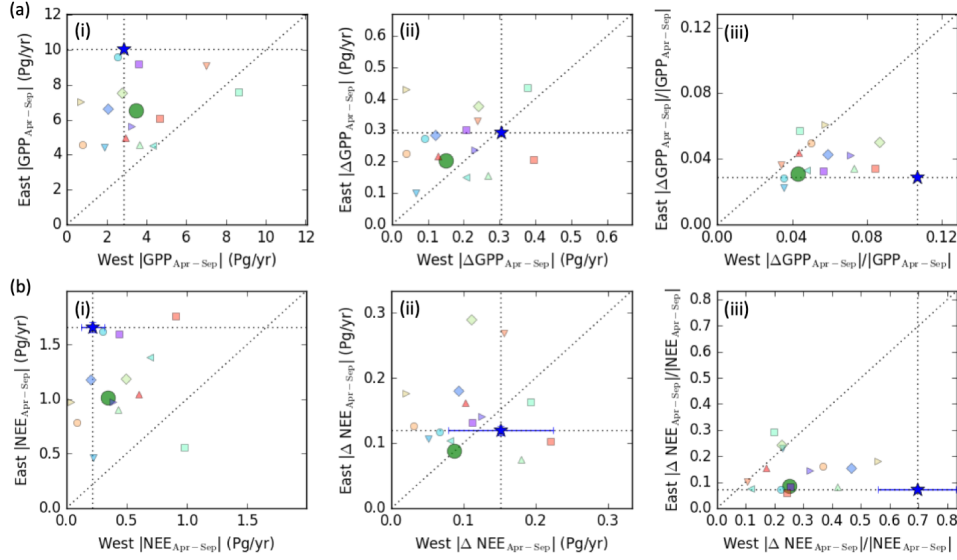 (a)
(i)
East |GPP_Apr−Sep| (Pg/yr)
14
12
10
8
6
4
2
0
0 2 4 6 8 10 12
West |GPP_Apr−Sep| (Pg/yr)
(ii)
East |ΔGPP_Apr−Sep| (Pg/yr)
0.6
0.5
0.4
0.3
0.2
0.1
0.0
0.0 0.1 0.2 0.3 0.4 0.5 0.6
West |ΔGPP_Apr−Sep| (Pg/yr)
(iii)
East |ΔGPP_Apr−Sep|/|GPP_Apr−Sep|
0.12
0.08
0.04
0.00
0.00 0.04 0.08 0.12
West |ΔGPP_Apr−Sep|/|GPP_Apr−Sep|
(b)
(i)
East |NEE_Apr−Sep| (Pg/yr)
1.5
1.0
0.5
0.0
0.0 0.5 1.0 1.5
West |NEE_Apr−Sep| (Pg/yr)
(ii)
East |Δ NEE_Apr−Sep| (Pg/yr)
0.3
0.2
0.1
0.0
0.0 0.1 0.2 0.3
West |Δ NEE_Apr−Sep| (Pg/yr)
(iii)
East |Δ NEE_Apr−Sep|/|NEE_Apr−Sep|
0.8
0.7
0.6
0.5
0.4
0.3
0.2
0.1
0.0
0.0 0.1 0.2 0.3 0.4 0.5 0.6 0.7 0.8
West |Δ NEE_Apr−Sep|/|NEE_Apr−Sep|